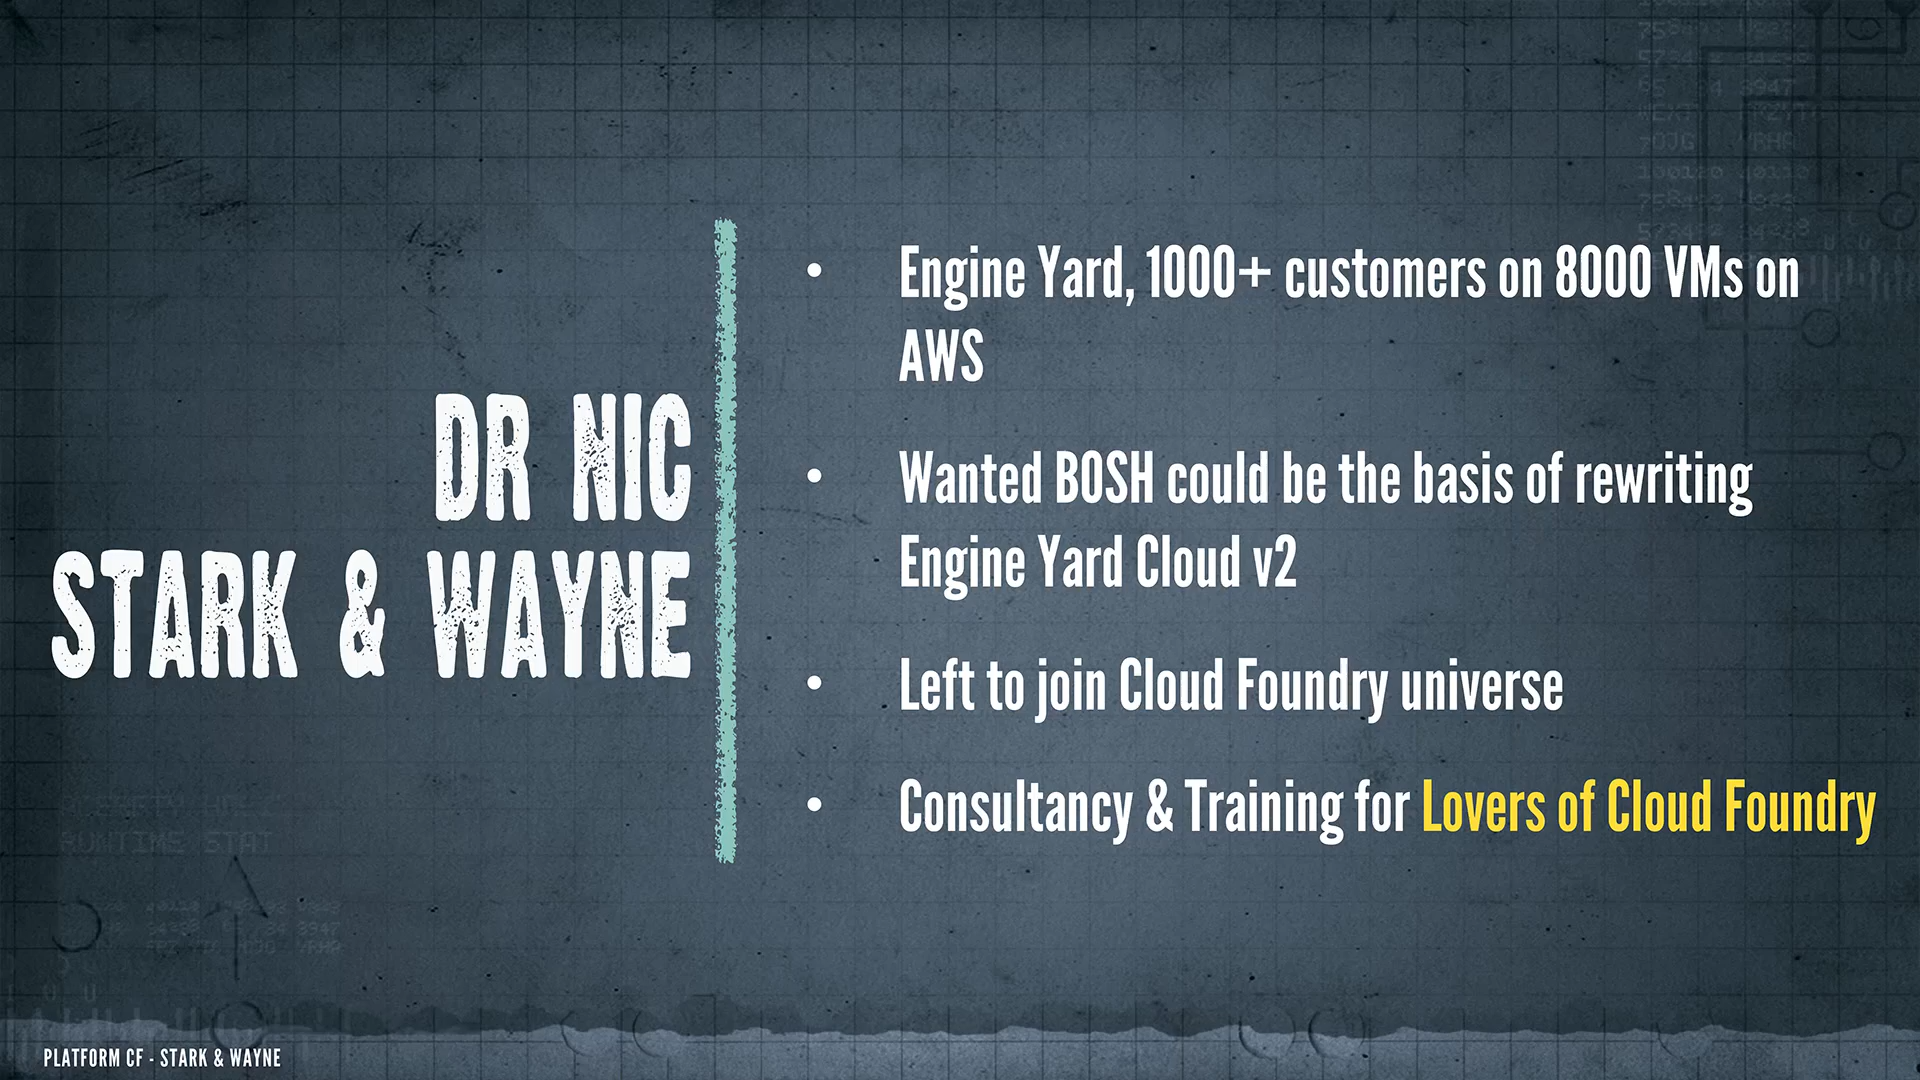 DR NIC
STARK & WAYNE
• Engine Yard, 1000+ customers on 8000 VMs on
AWS
• Wanted BOSH could be the basis of rewriting
Engine Yard Cloud v2
• Left to join Cloud Foundry universe
• Consultancy & Training for Lovers of Cloud Foundry
PLATFORM CF - STARK & WAYNE